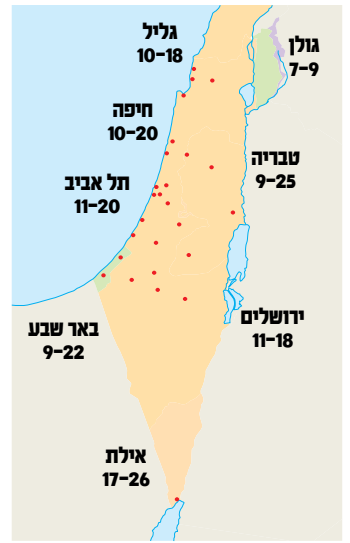 גליל
10-18
גולן
7-9
חיפה
10-20
טבריה
9-25
תל אביב
11-20
ירושלים
11-18
באר שבע
9-22
אילת
17-26